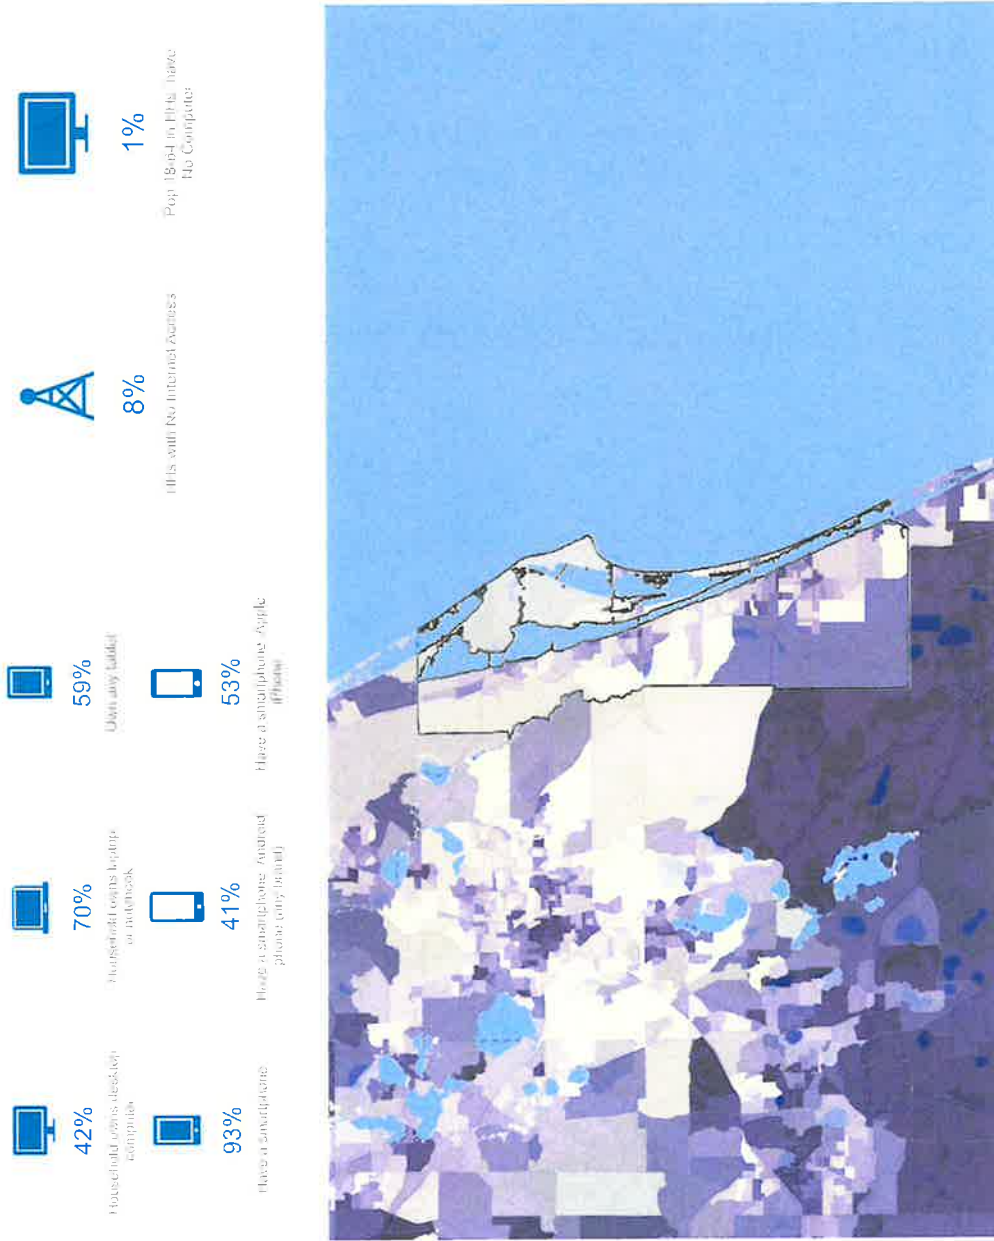 42%
Household owns desktop
computer
70%
Household owns laptop
or notebook
59%
Own any tablet
93%
Have a smartphone
41%
Have a smartphone: Android
phone (any brand)
53%
Have a smartphone: Apple
iPhone
8%
HHs with No Internet Access
1%
Pop 18-64 in HHs: have
No Computer